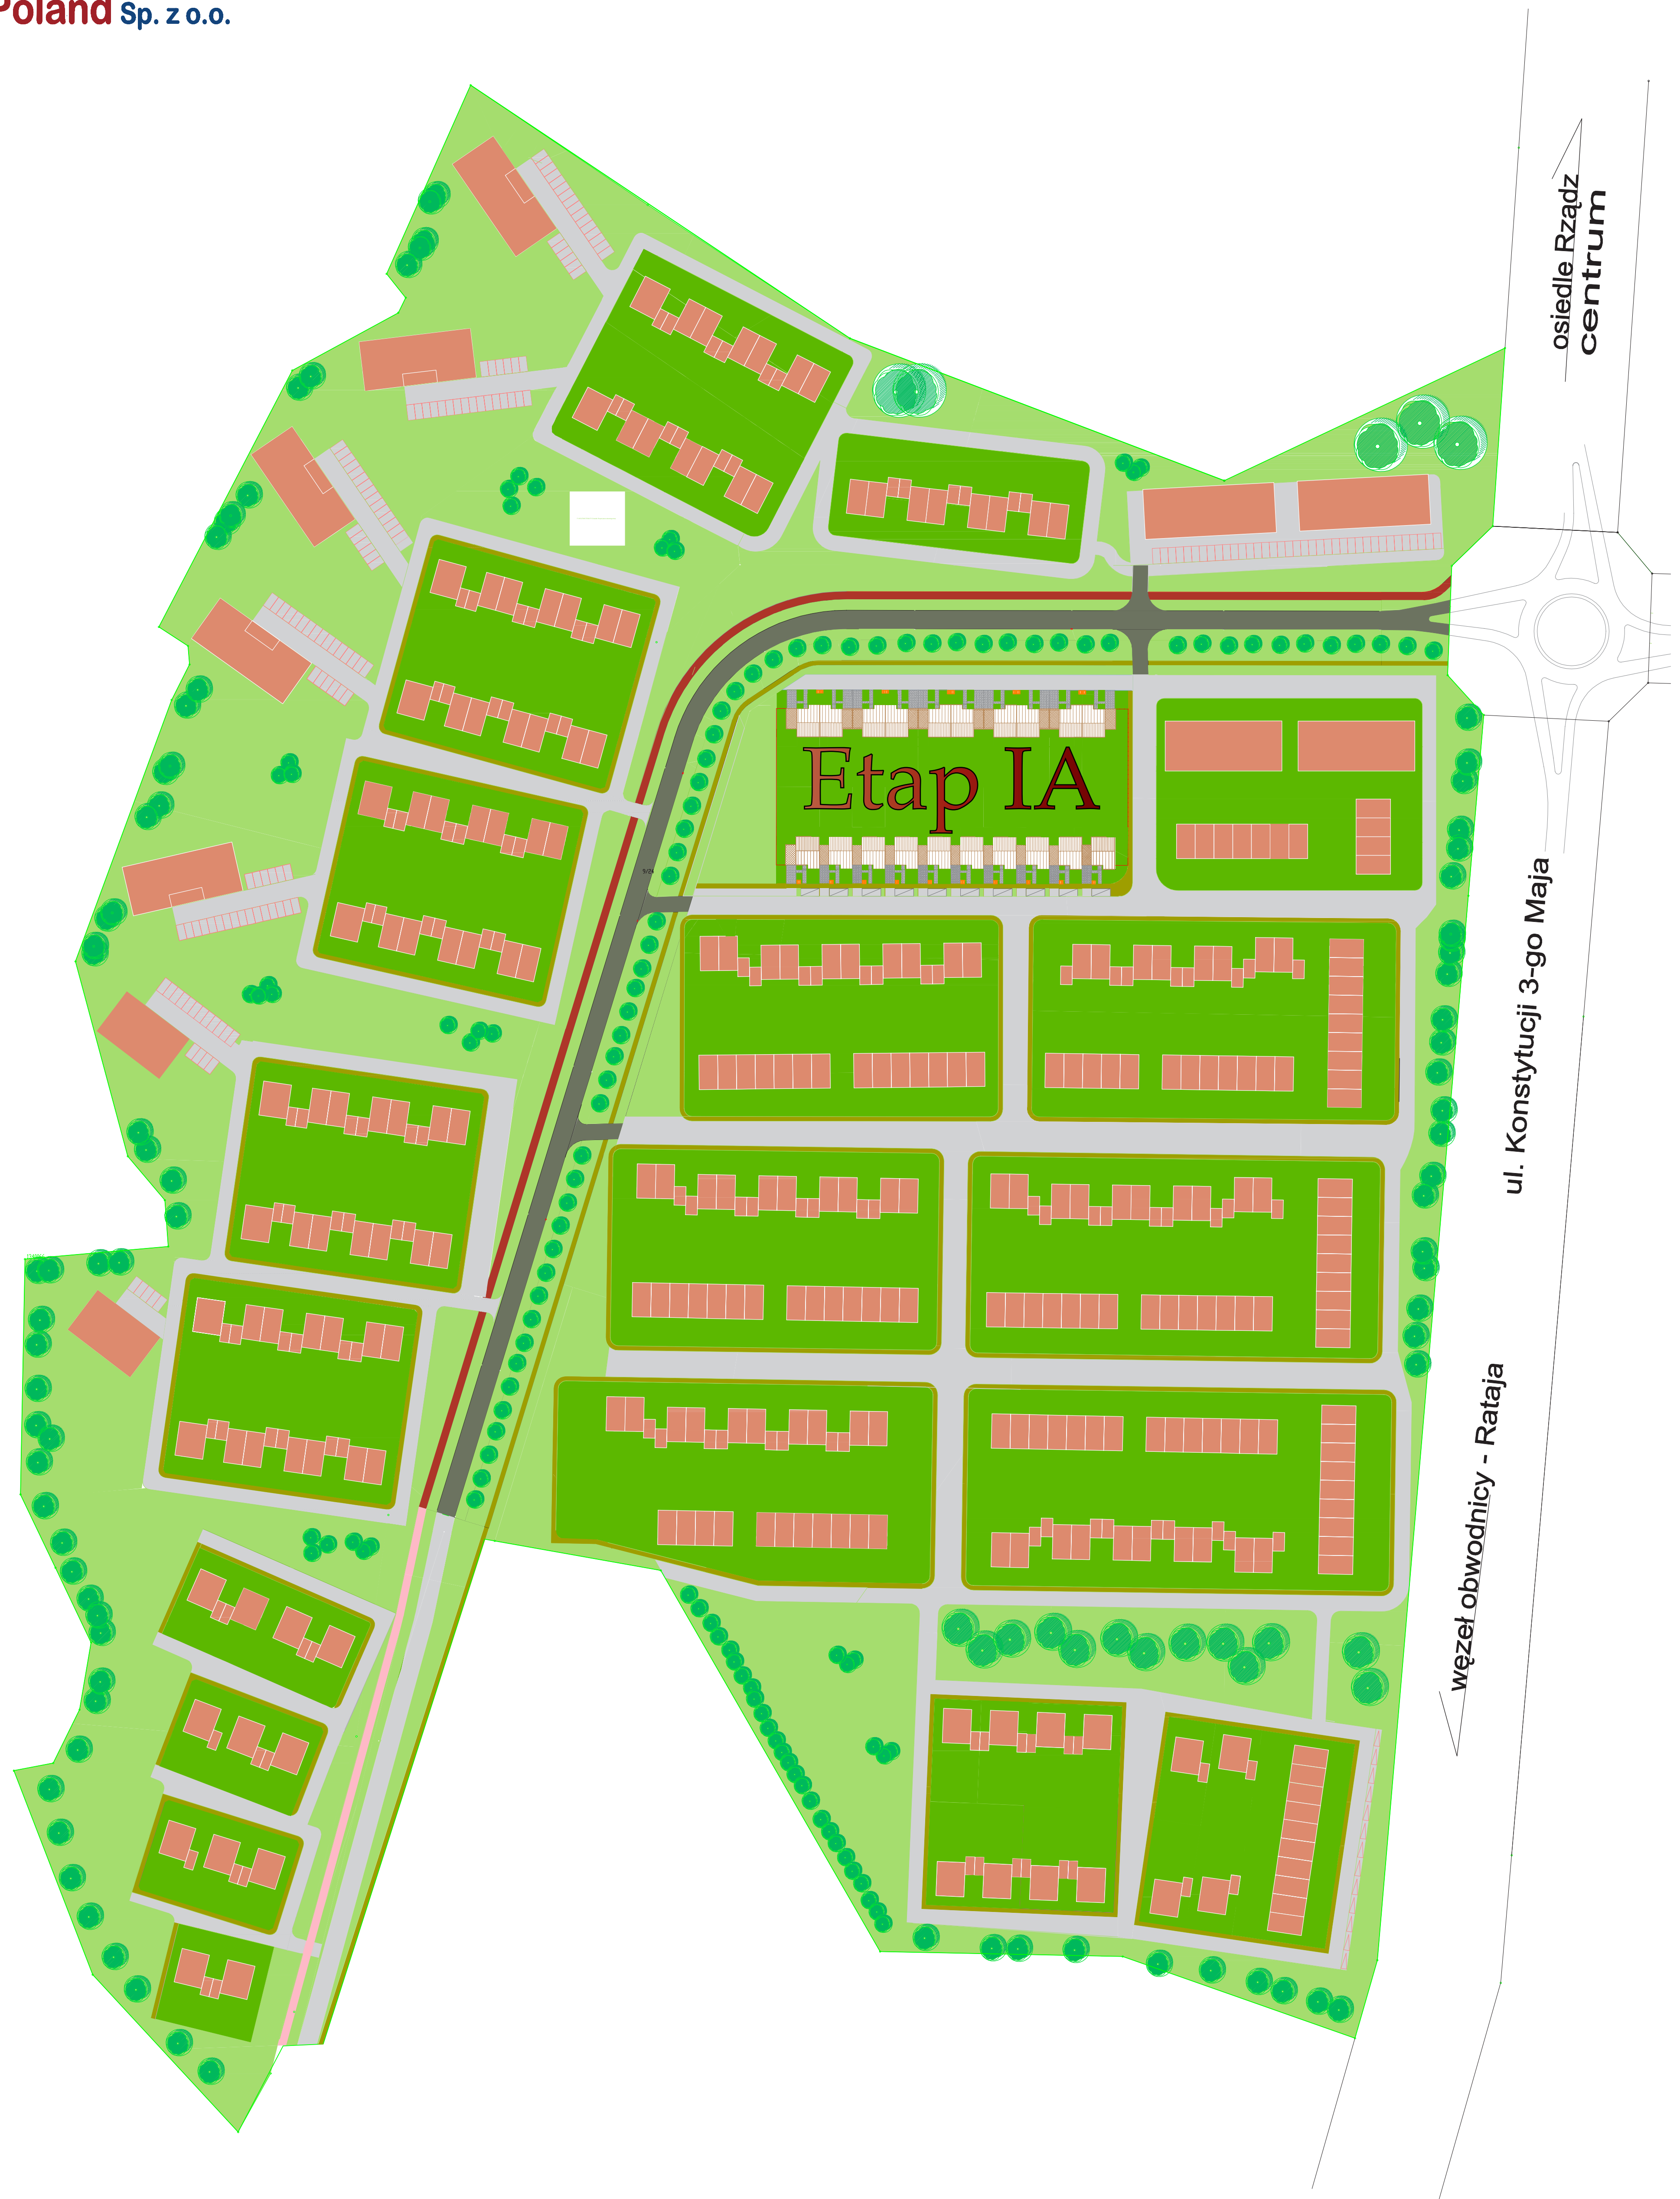 Poland Sp. z o.o.
osiedle Rządz
centrum
Etap IA
ul. Konstytucji 3-go Maja
węzeł obwodnicy - Rataja